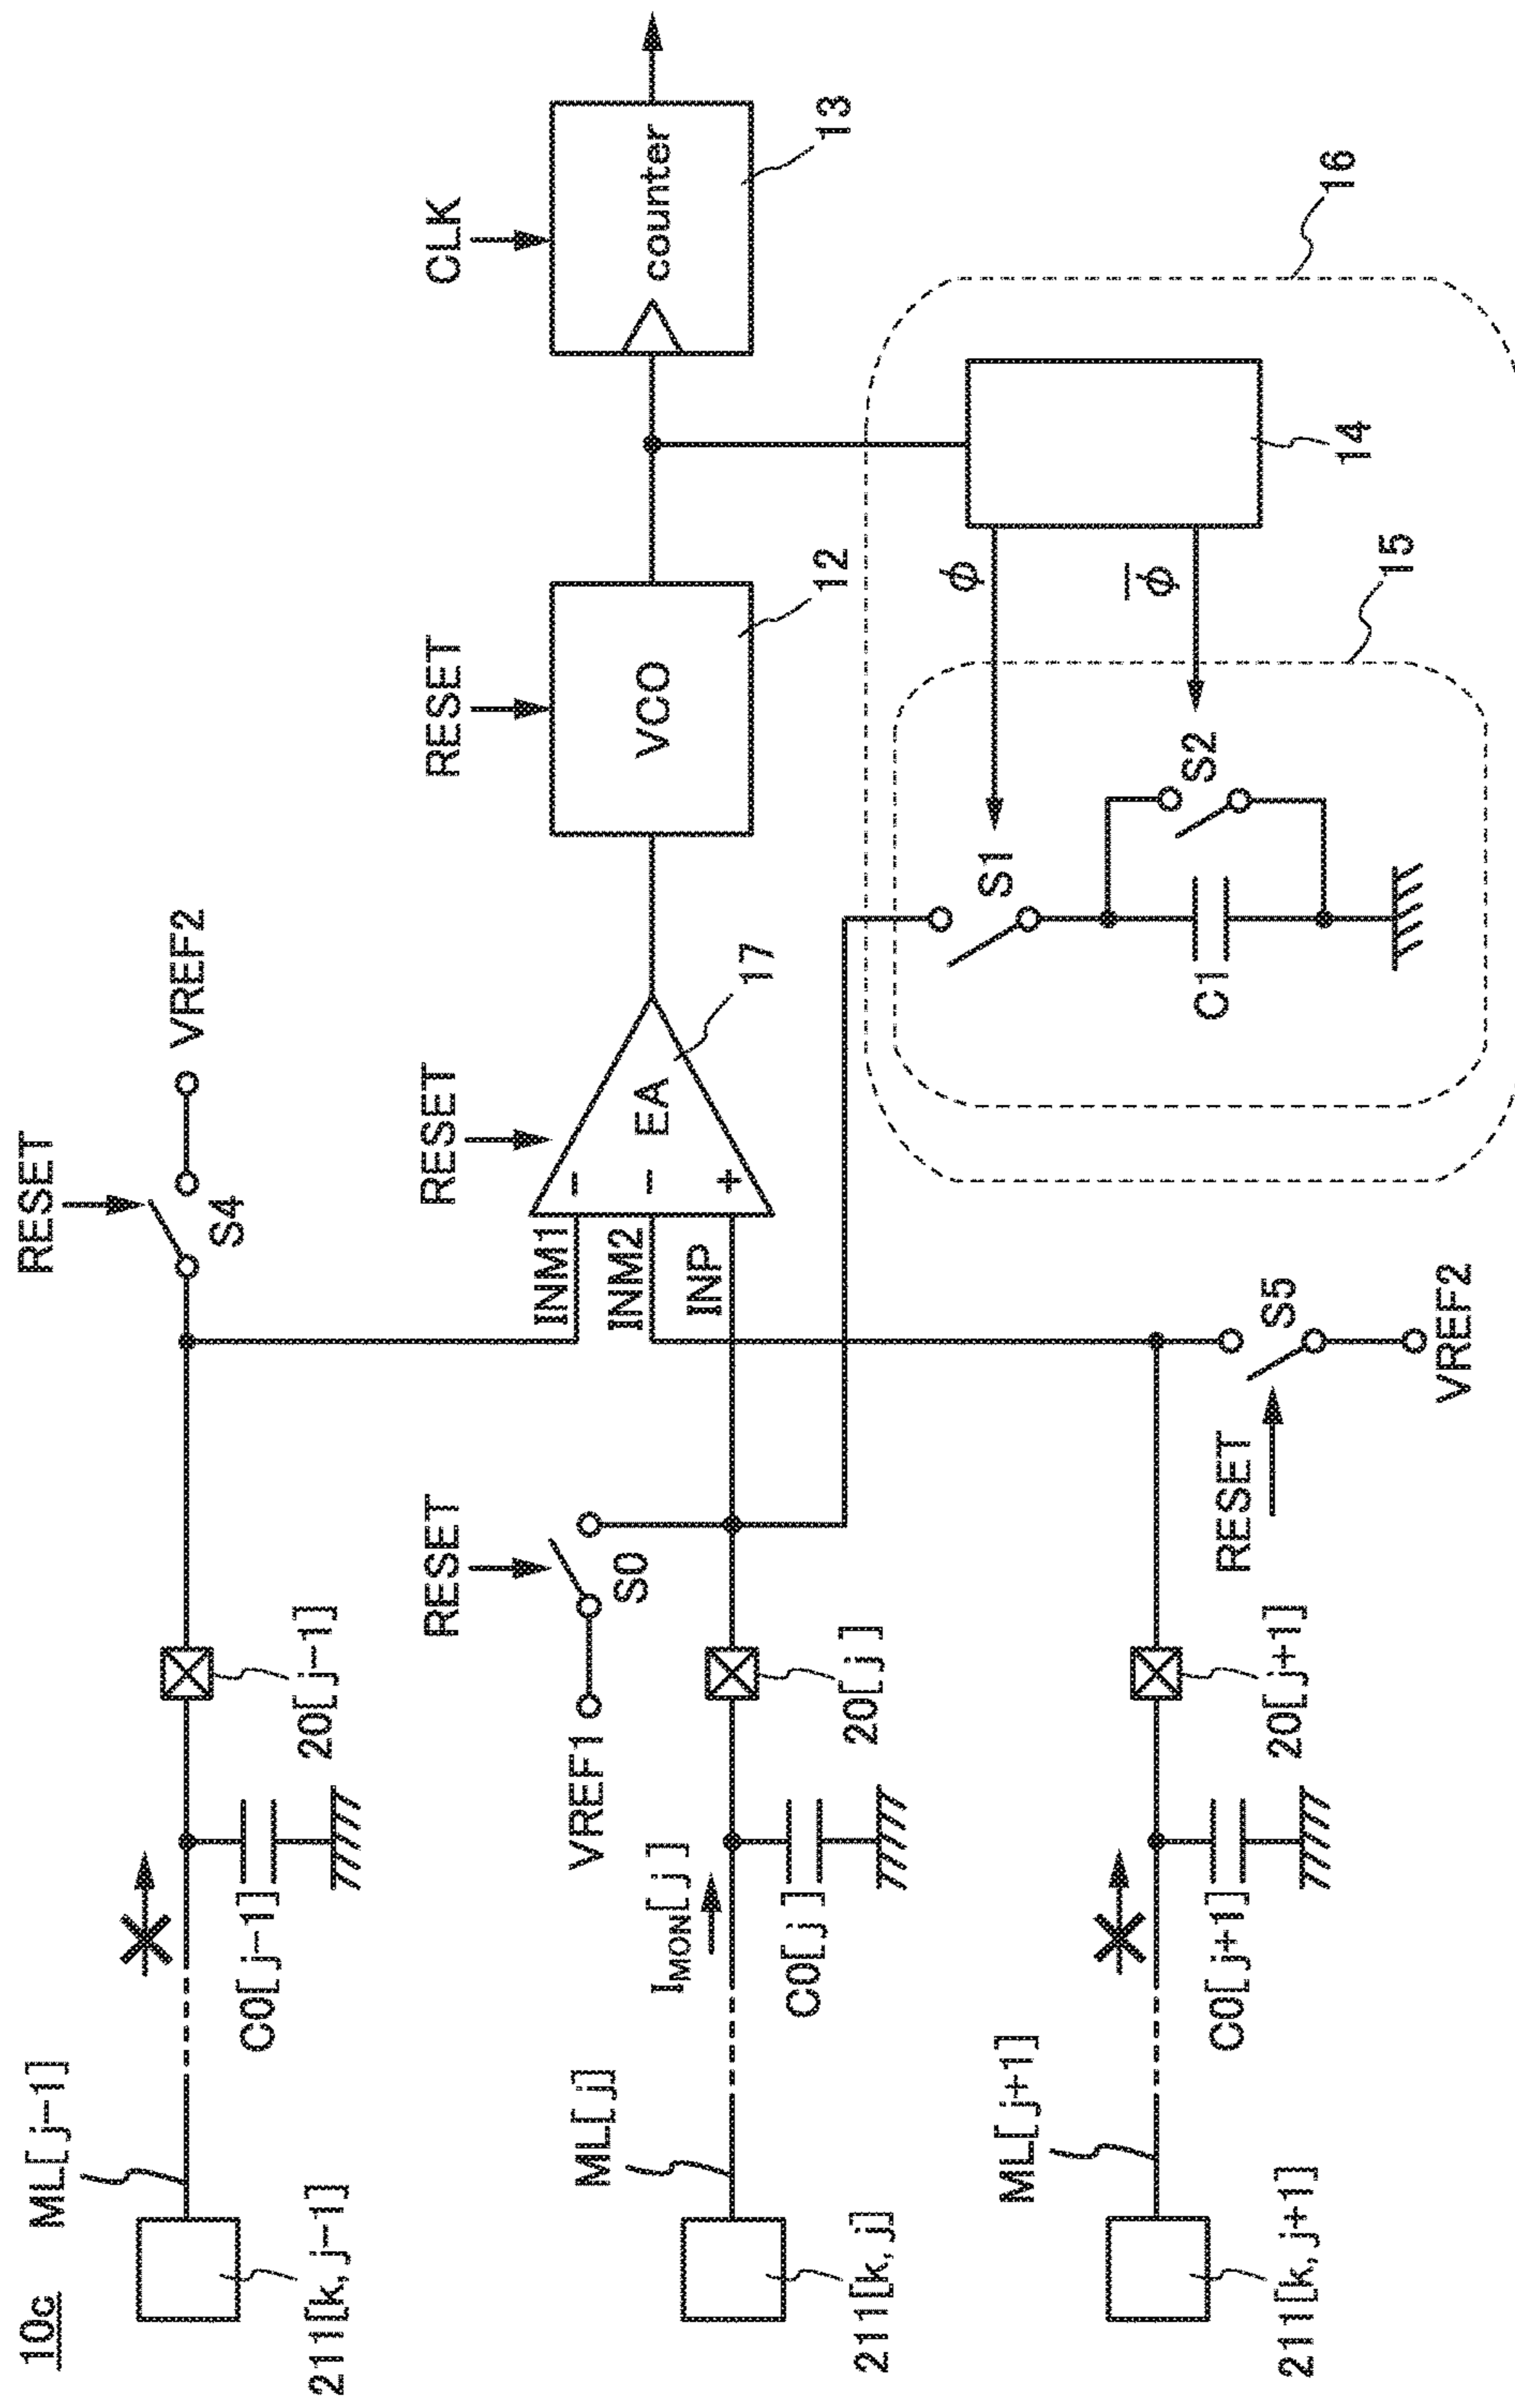 10c
ML[j-1]
211[k, j-1]
C0[j-1]
20[j-1]
RESET
S4
VREF2
ML[j]
211[k, j]
IMON[j]
C0[j]
20[j]
VREF1
RESET
S0
INM1
INM2
INP
RESET
−
−
+
EA
17
RESET
VCO
12
CLK
counter
13
ML[j+1]
211[k, j+1]
C0[j+1]
20[j+1]
RESET
S5
VREF2
S1
C1
S2
ϕ
ϕ̅
14
15
16